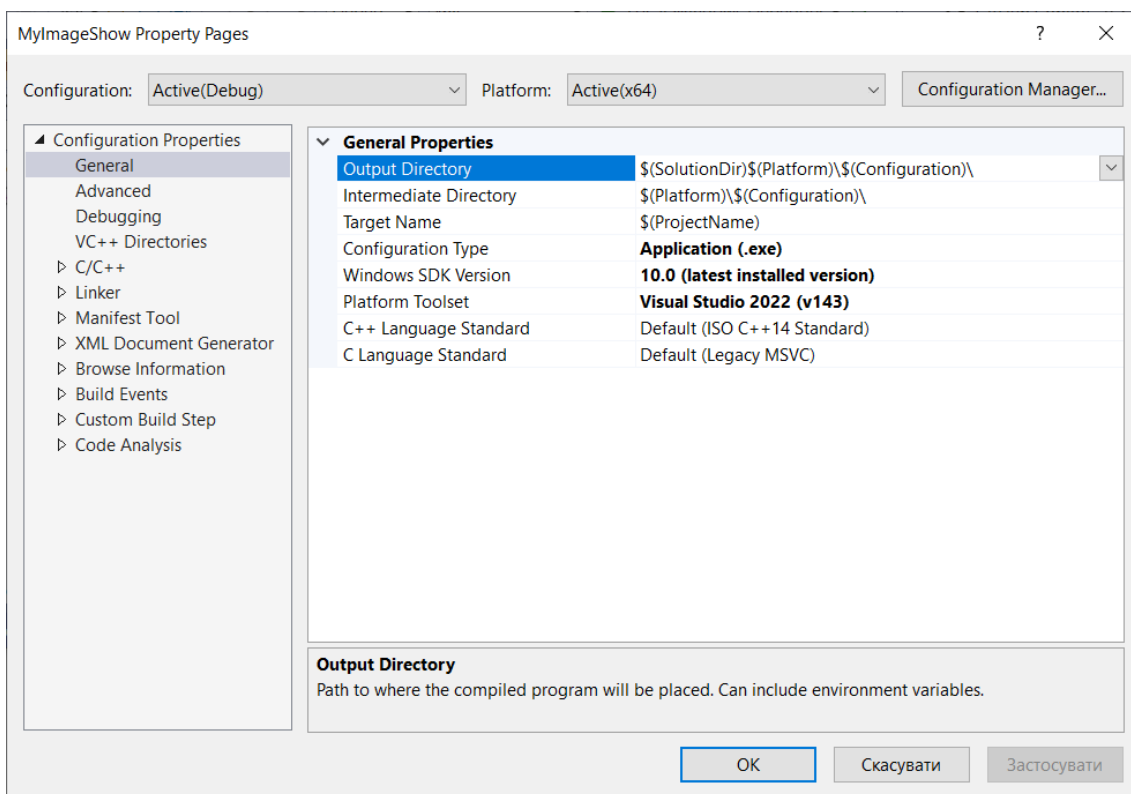 MyImageShow Property Pages ?
Configuration: Active(Debug) Platform: Active(x64) Configuration Manager...
Configuration Properties
General
Advanced
Debugging
VC++ Directories
C/C++
Linker
Manifest Tool
XML Document Generator
Browse Information
Build Events
Custom Build Step
Code Analysis
General Properties
Output Directory $(SolutionDir)$(Platform)\$(Configuration)\
Intermediate Directory $(Platform)\$(Configuration)\
Target Name $(ProjectName)
Configuration Type Application (.exe)
Windows SDK Version 10.0 (latest installed version)
Platform Toolset Visual Studio 2022 (v143)
C++ Language Standard Default (ISO C++14 Standard)
C Language Standard Default (Legacy MSVC)
Output Directory
Path to where the compiled program will be placed. Can include environment variables.
OK Скасувати Застосувати